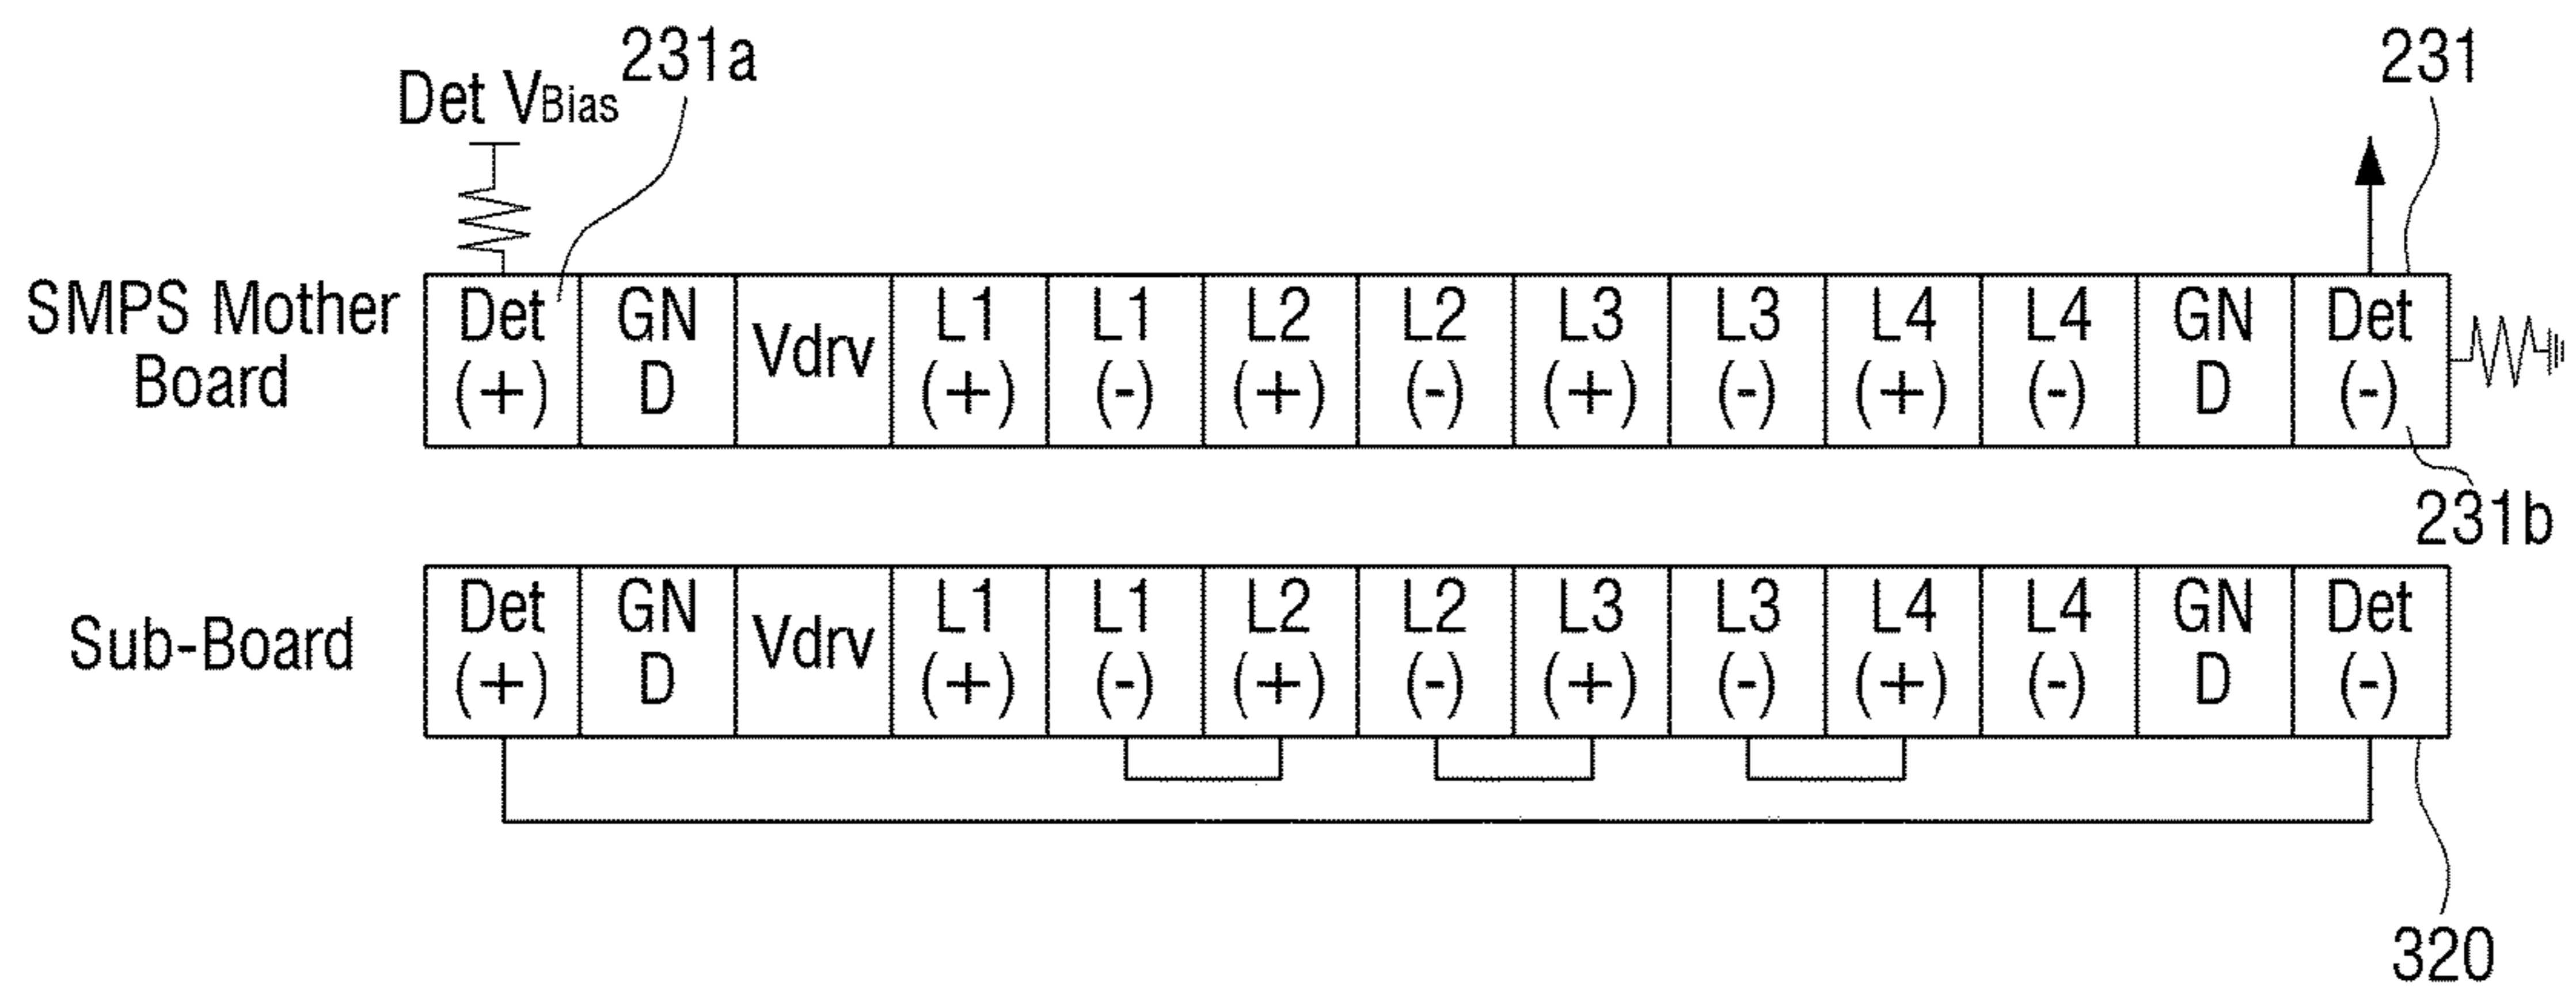 231a
231
Det VBias
SMPS Mother
Board
Det GN Vdrv L1 L1 L2 L2 L3 L3 L4 L4 GN Det
(+) D (+) (-) (+) (-) (+) (-) (+) (-) D (-)
231b
Sub-Board
Det GN Vdrv L1 L1 L2 L2 L3 L3 L4 L4 GN Det
(+) D (+) (-) (+) (-) (+) (-) (+) (-) D (-)
320